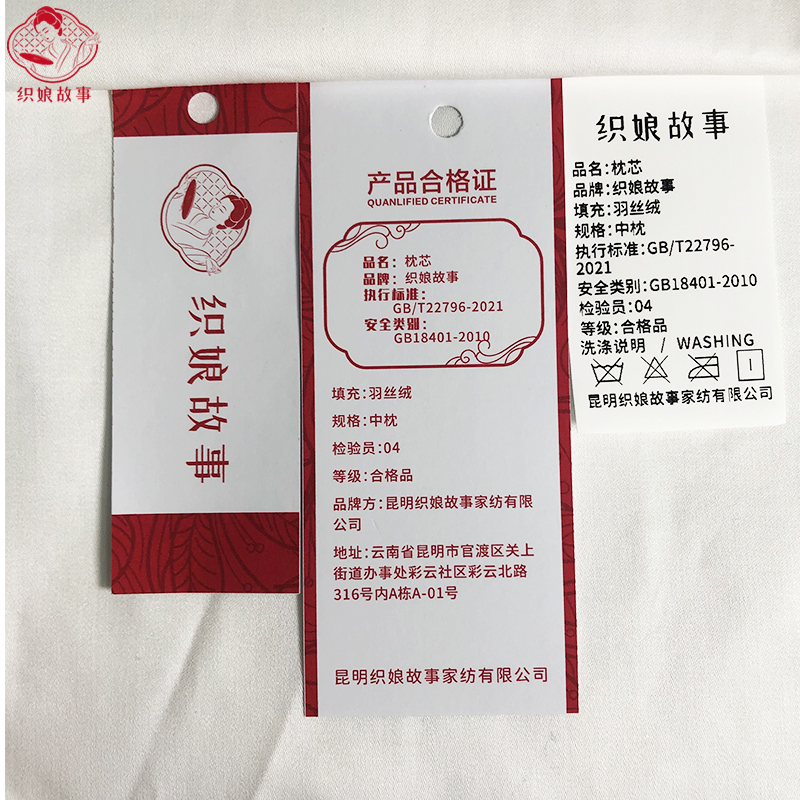 织娘故事
织娘故事
产品合格证
QUANLIFIED CERTIFICATE
品名：枕芯
品牌：织娘故事
执行标准：
GB/T22796-2021
安全类别：
GB18401-2010
填充:羽丝绒
规格:中枕
检验员:04
等级:合格品
品牌方:昆明织娘故事家纺有限
公司
地址:云南省昆明市官渡区关上
街道办事处彩云社区彩云北路
316号内A栋A-01号
昆明织娘故事家纺有限公司
织娘故事
品名:枕芯
品牌:织娘故事
填充:羽丝绒
规格:中枕
执行标准:GB/T22796-
2021
安全类别:GB18401-2010
检验员:04
等级:合格品
洗涤说明 / WASHING
昆明织娘故事家纺有限公司